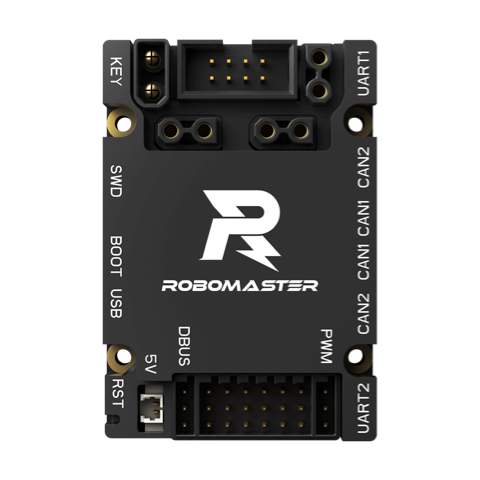 KEY
UART1
SWD
CAN2
CAN1
BOOT
CAN1
USB
CAN2
ROBOMASTER
DBUS
PWM
5V
RST
UART2